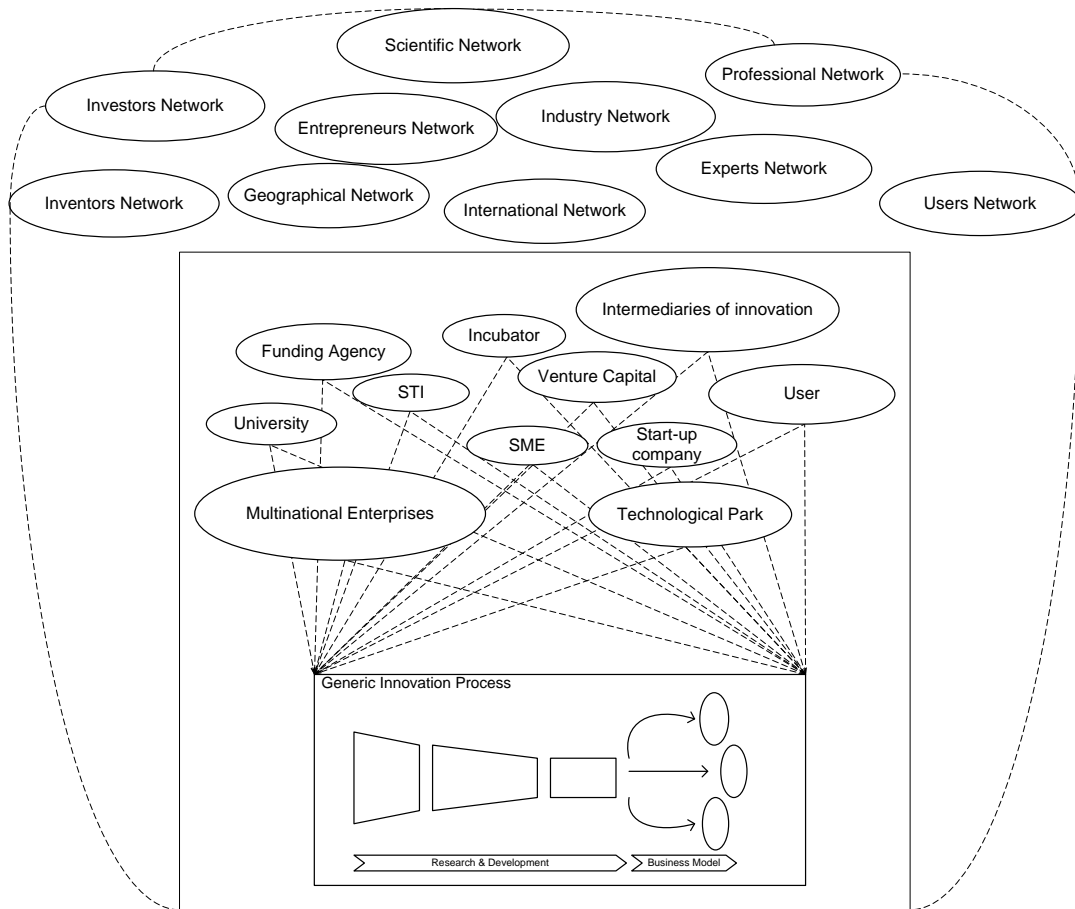 Scientific Network
Professional Network
Investors Network
Industry Network
Entrepreneurs Network
Experts Network
Geographical Network
Inventors Network
International Network
Users Network
Intermediaries of innovation
Incubator
Funding Agency
Venture Capital
STI
User
University
SME
Start-up
company
Multinational Enterprises
Technological Park
Generic Innovation Process
Research & Development
Business Model